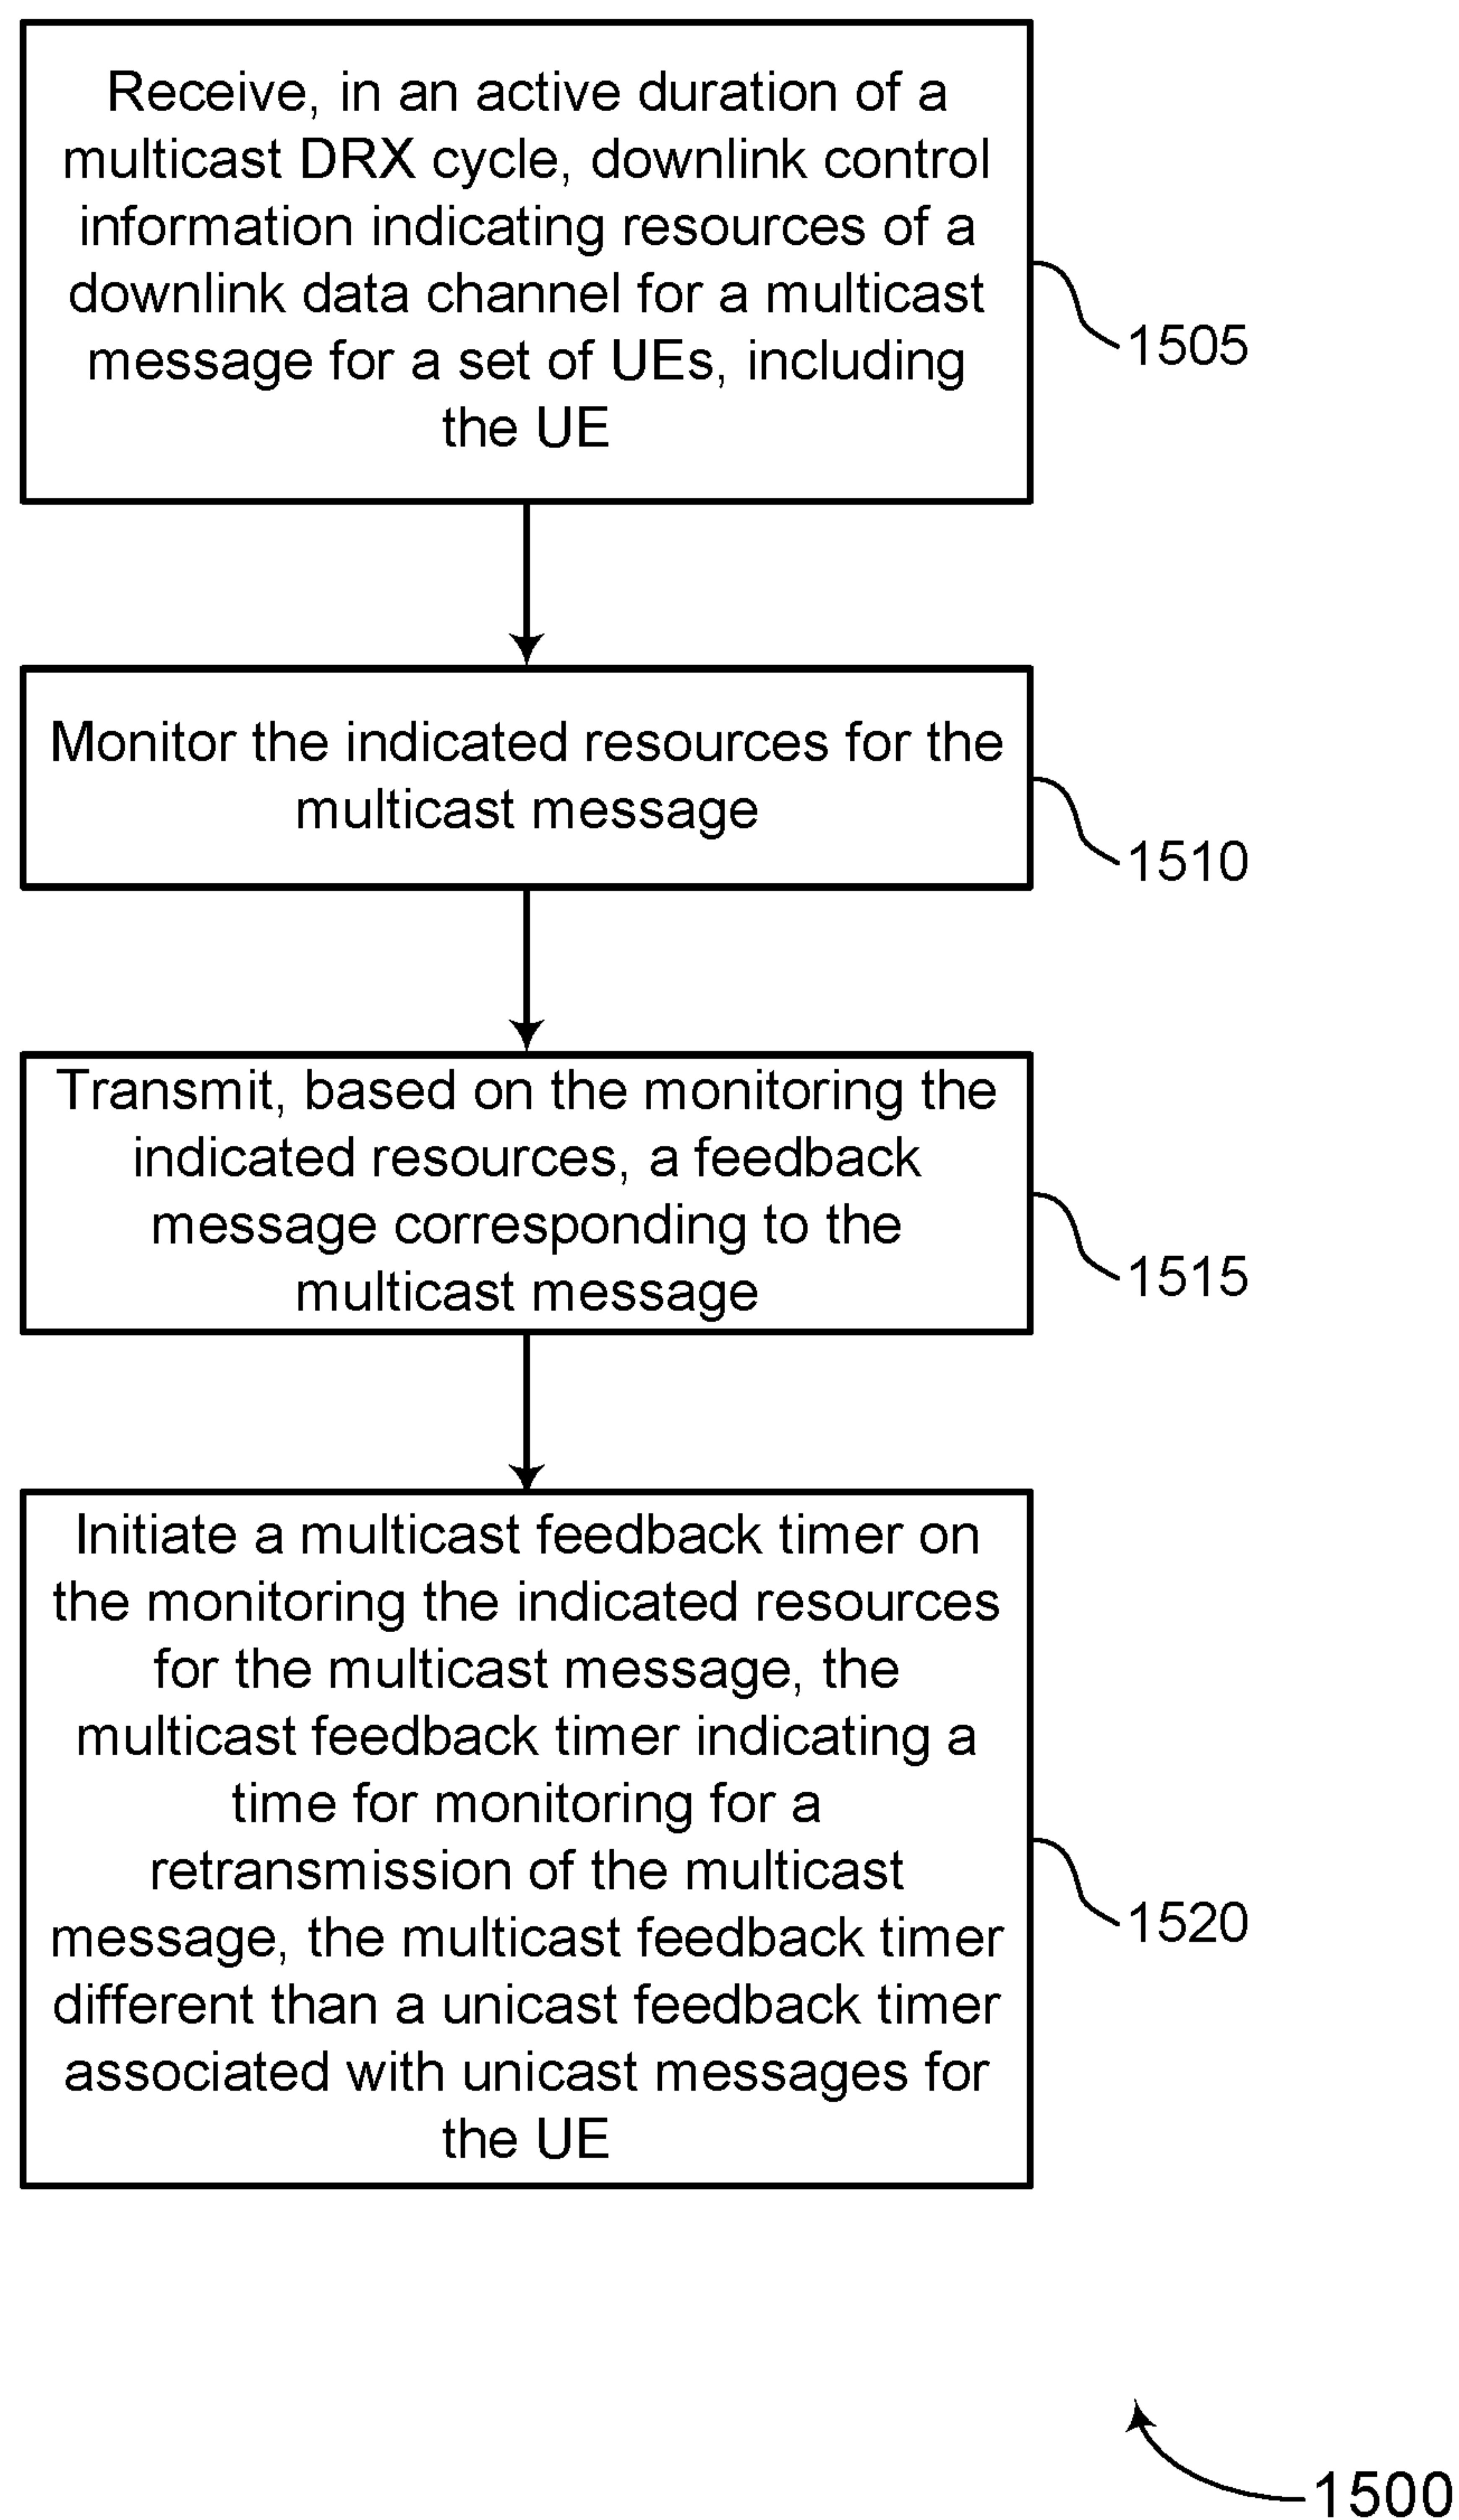 Receive, in an active duration of a
multicast DRX cycle, downlink control
information indicating resources of a
downlink data channel for a multicast
message for a set of UEs, including
the UE
1505
Monitor the indicated resources for the
multicast message
1510
Transmit, based on the monitoring the
indicated resources, a feedback
message corresponding to the
multicast message
1515
Initiate a multicast feedback timer on
the monitoring the indicated resources
for the multicast message, the
multicast feedback timer indicating a
time for monitoring for a
retransmission of the multicast
message, the multicast feedback timer
different than a unicast feedback timer
associated with unicast messages for
the UE
1520
1500